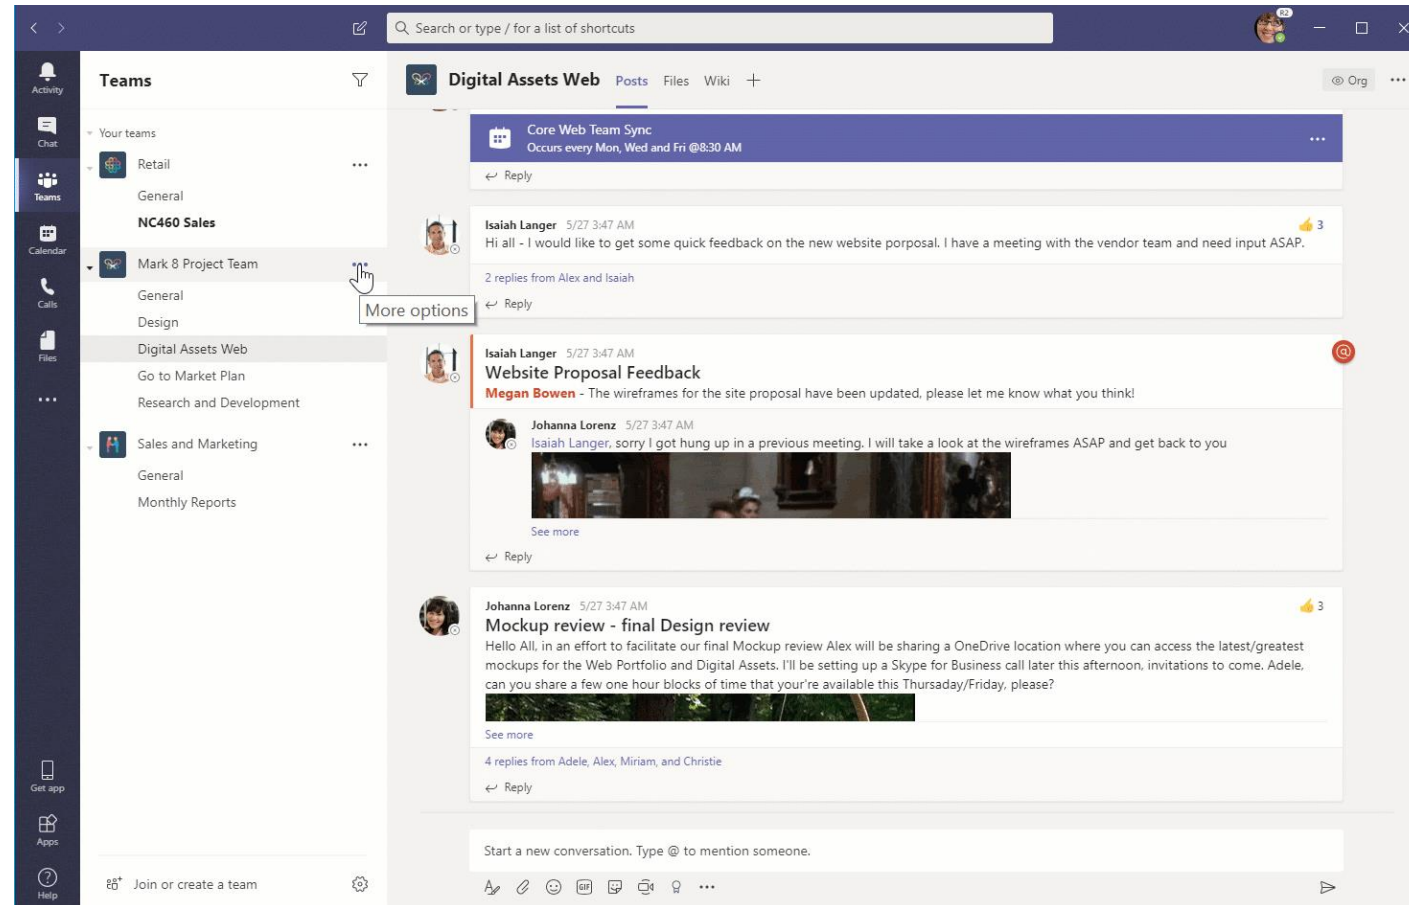 Search or type / for a list of shortcuts
R2
Activity
Chat
Teams
Calendar
Calls
Files
Get app
Apps
Help
Teams
Your teams
Retail
General
NC460 Sales
Mark 8 Project Team
More options
General
Design
Digital Assets Web
Go to Market Plan
Research and Development
Sales and Marketing
General
Monthly Reports
Join or create a team
Digital Assets Web Posts Files Wiki
Org
Core Web Team Sync
Occurs every Mon, Wed and Fri @8:30 AM
Reply
Isaiah Langer 5/27 3:47 AM
👍 3
Hi all - I would like to get some quick feedback on the new website porposal. I have a meeting with the vendor team and need input ASAP.
2 replies from Alex and Isaiah
Reply
Isaiah Langer 5/27 3:47 AM
@
Website Proposal Feedback
Megan Bowen - The wireframes for the site proposal have been updated, please let me know what you think!
Johanna Lorenz 5/27 3:47 AM
Isaiah Langer, sorry I got hung up in a previous meeting. I will take a look at the wireframes ASAP and get back to you
See more
Reply
Johanna Lorenz 5/27 3:47 AM
👍 3
Mockup review - final Design review
Hello All, in an effort to facilitate our final Mockup review Alex will be sharing a OneDrive location where you can access the latest/greatest
mockups for the Web Portfolio and Digital Assets. I'll be setting up a Skype for Business call later this afternoon, invitations to come. Adele,
can you share a few one hour blocks of time that your're available this Thursaday/Friday, please?
See more
4 replies from Adele, Alex, Miriam, and Christie
Reply
Start a new conversation. Type @ to mention someone.
GIF